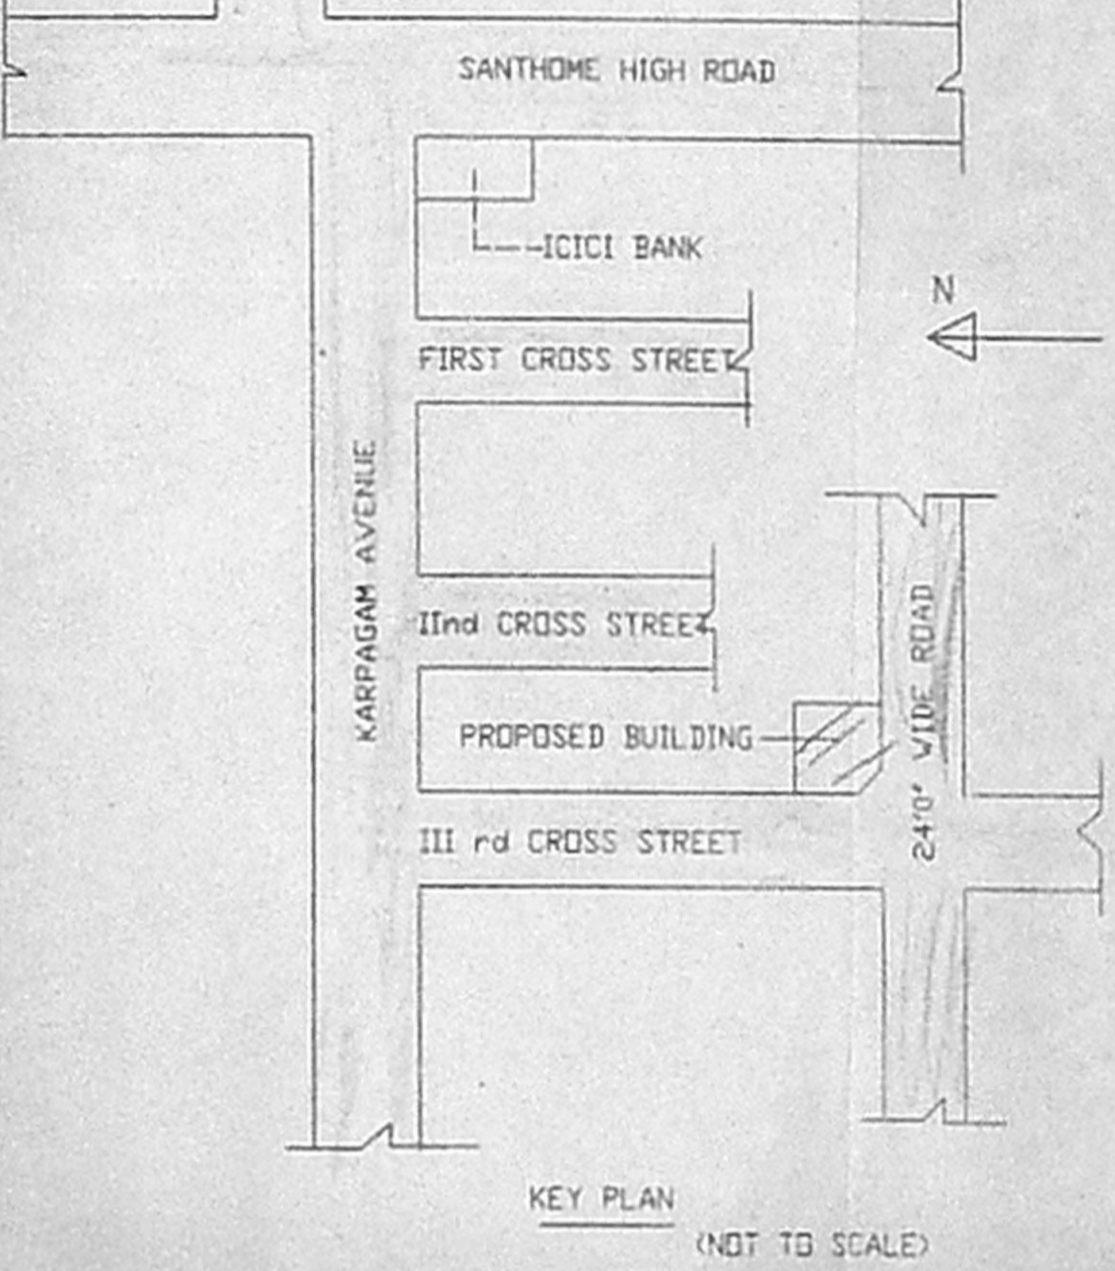 SANTHOME HIGH ROAD
ICICI BANK
N
FIRST CROSS STREET
KARPAGAM AVENUE
IInd CROSS STREET
24'0" WIDE ROAD
PROPOSED BUILDING
III rd CROSS STREET
KEY PLAN
(NOT TO SCALE)